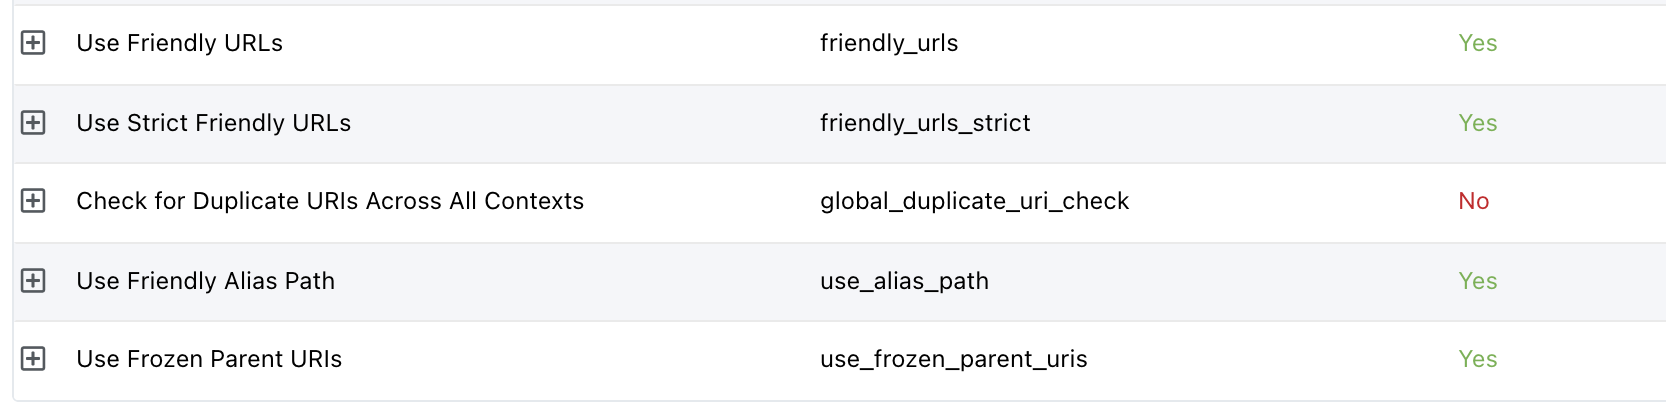 Use Friendly URLs friendly_urls Yes
Use Strict Friendly URLs friendly_urls_strict Yes
Check for Duplicate URIs Across All Contexts global_duplicate_uri_check No
Use Friendly Alias Path use_alias_path Yes
Use Frozen Parent URIs use_frozen_parent_uris Yes